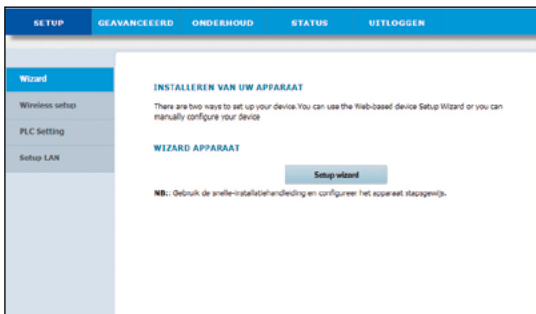 SETUP GEAVANCEEERD ONDERHOUD STATUS UITLOGGEN
Wizard
Wireless setup
PLC Setting
Setup LAN
INSTALLEREN VAN UW APPARAAT
There are two ways to set up your device.You can use the Web-based device Setup Wizard or you can
manually configure your device
WIZARD APPARAAT
Setup wizard
NB:: Gebruik de snelle-installatiehandleiding en configureer het apparaat stapsgewijs.